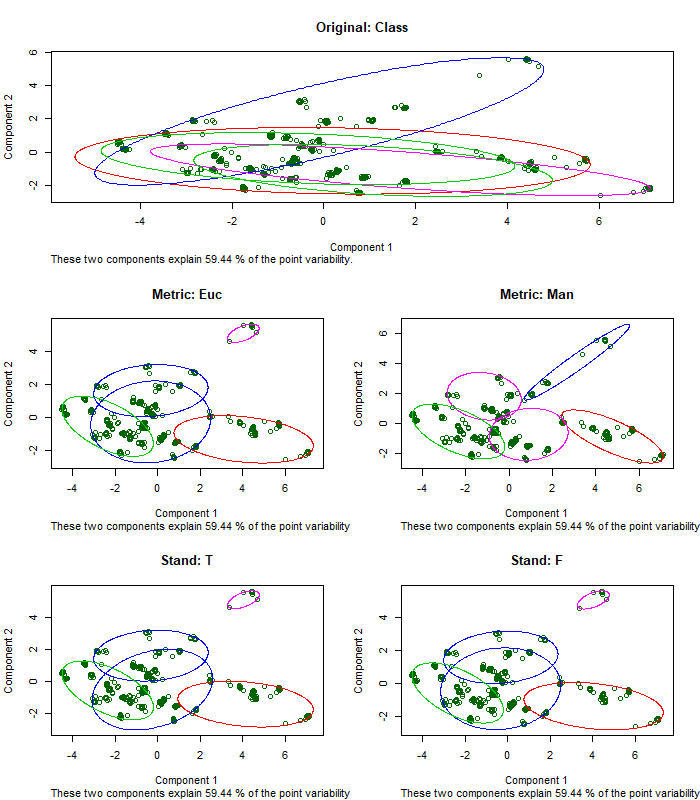 Original: Class
Component 2
6
4
2
0
-2
-4
-2
0
2
4
6
Component 1
These two components explain 59.44 % of the point variability.
Metric: Euc
Component 2
4
2
0
-2
-4
-2
0
2
4
6
Component 1
These two components explain 59.44 % of the point variability
Metric: Man
Component 2
6
4
2
0
-2
-4
-2
0
2
4
6
Component 1
These two components explain 59.44 % of the point variability
Stand: T
Component 2
4
2
0
-2
-4
-2
0
2
4
6
Component 1
These two components explain 59.44 % of the point variability
Stand: F
Component 2
4
2
0
-2
-4
-2
0
2
4
6
Component 1
These two components explain 59.44 % of the point variability